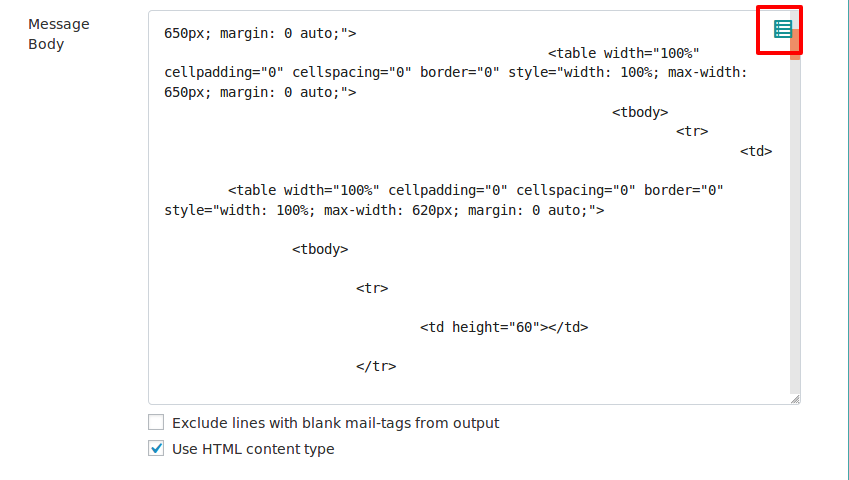 Message
Body
650px; margin: 0 auto;">
<table width="100%"
cellpadding="0" cellspacing="0" border="0" style="width: 100%; max-width:
650px; margin: 0 auto;">
<tbody>
<tr>
<td>
<table width="100%" cellpadding="0" cellspacing="0" border="0"
style="width: 100%; max-width: 620px; margin: 0 auto;">
<tbody>
<tr>
<td height="60"></td>
</tr>
Exclude lines with blank mail-tags from output
Use HTML content type